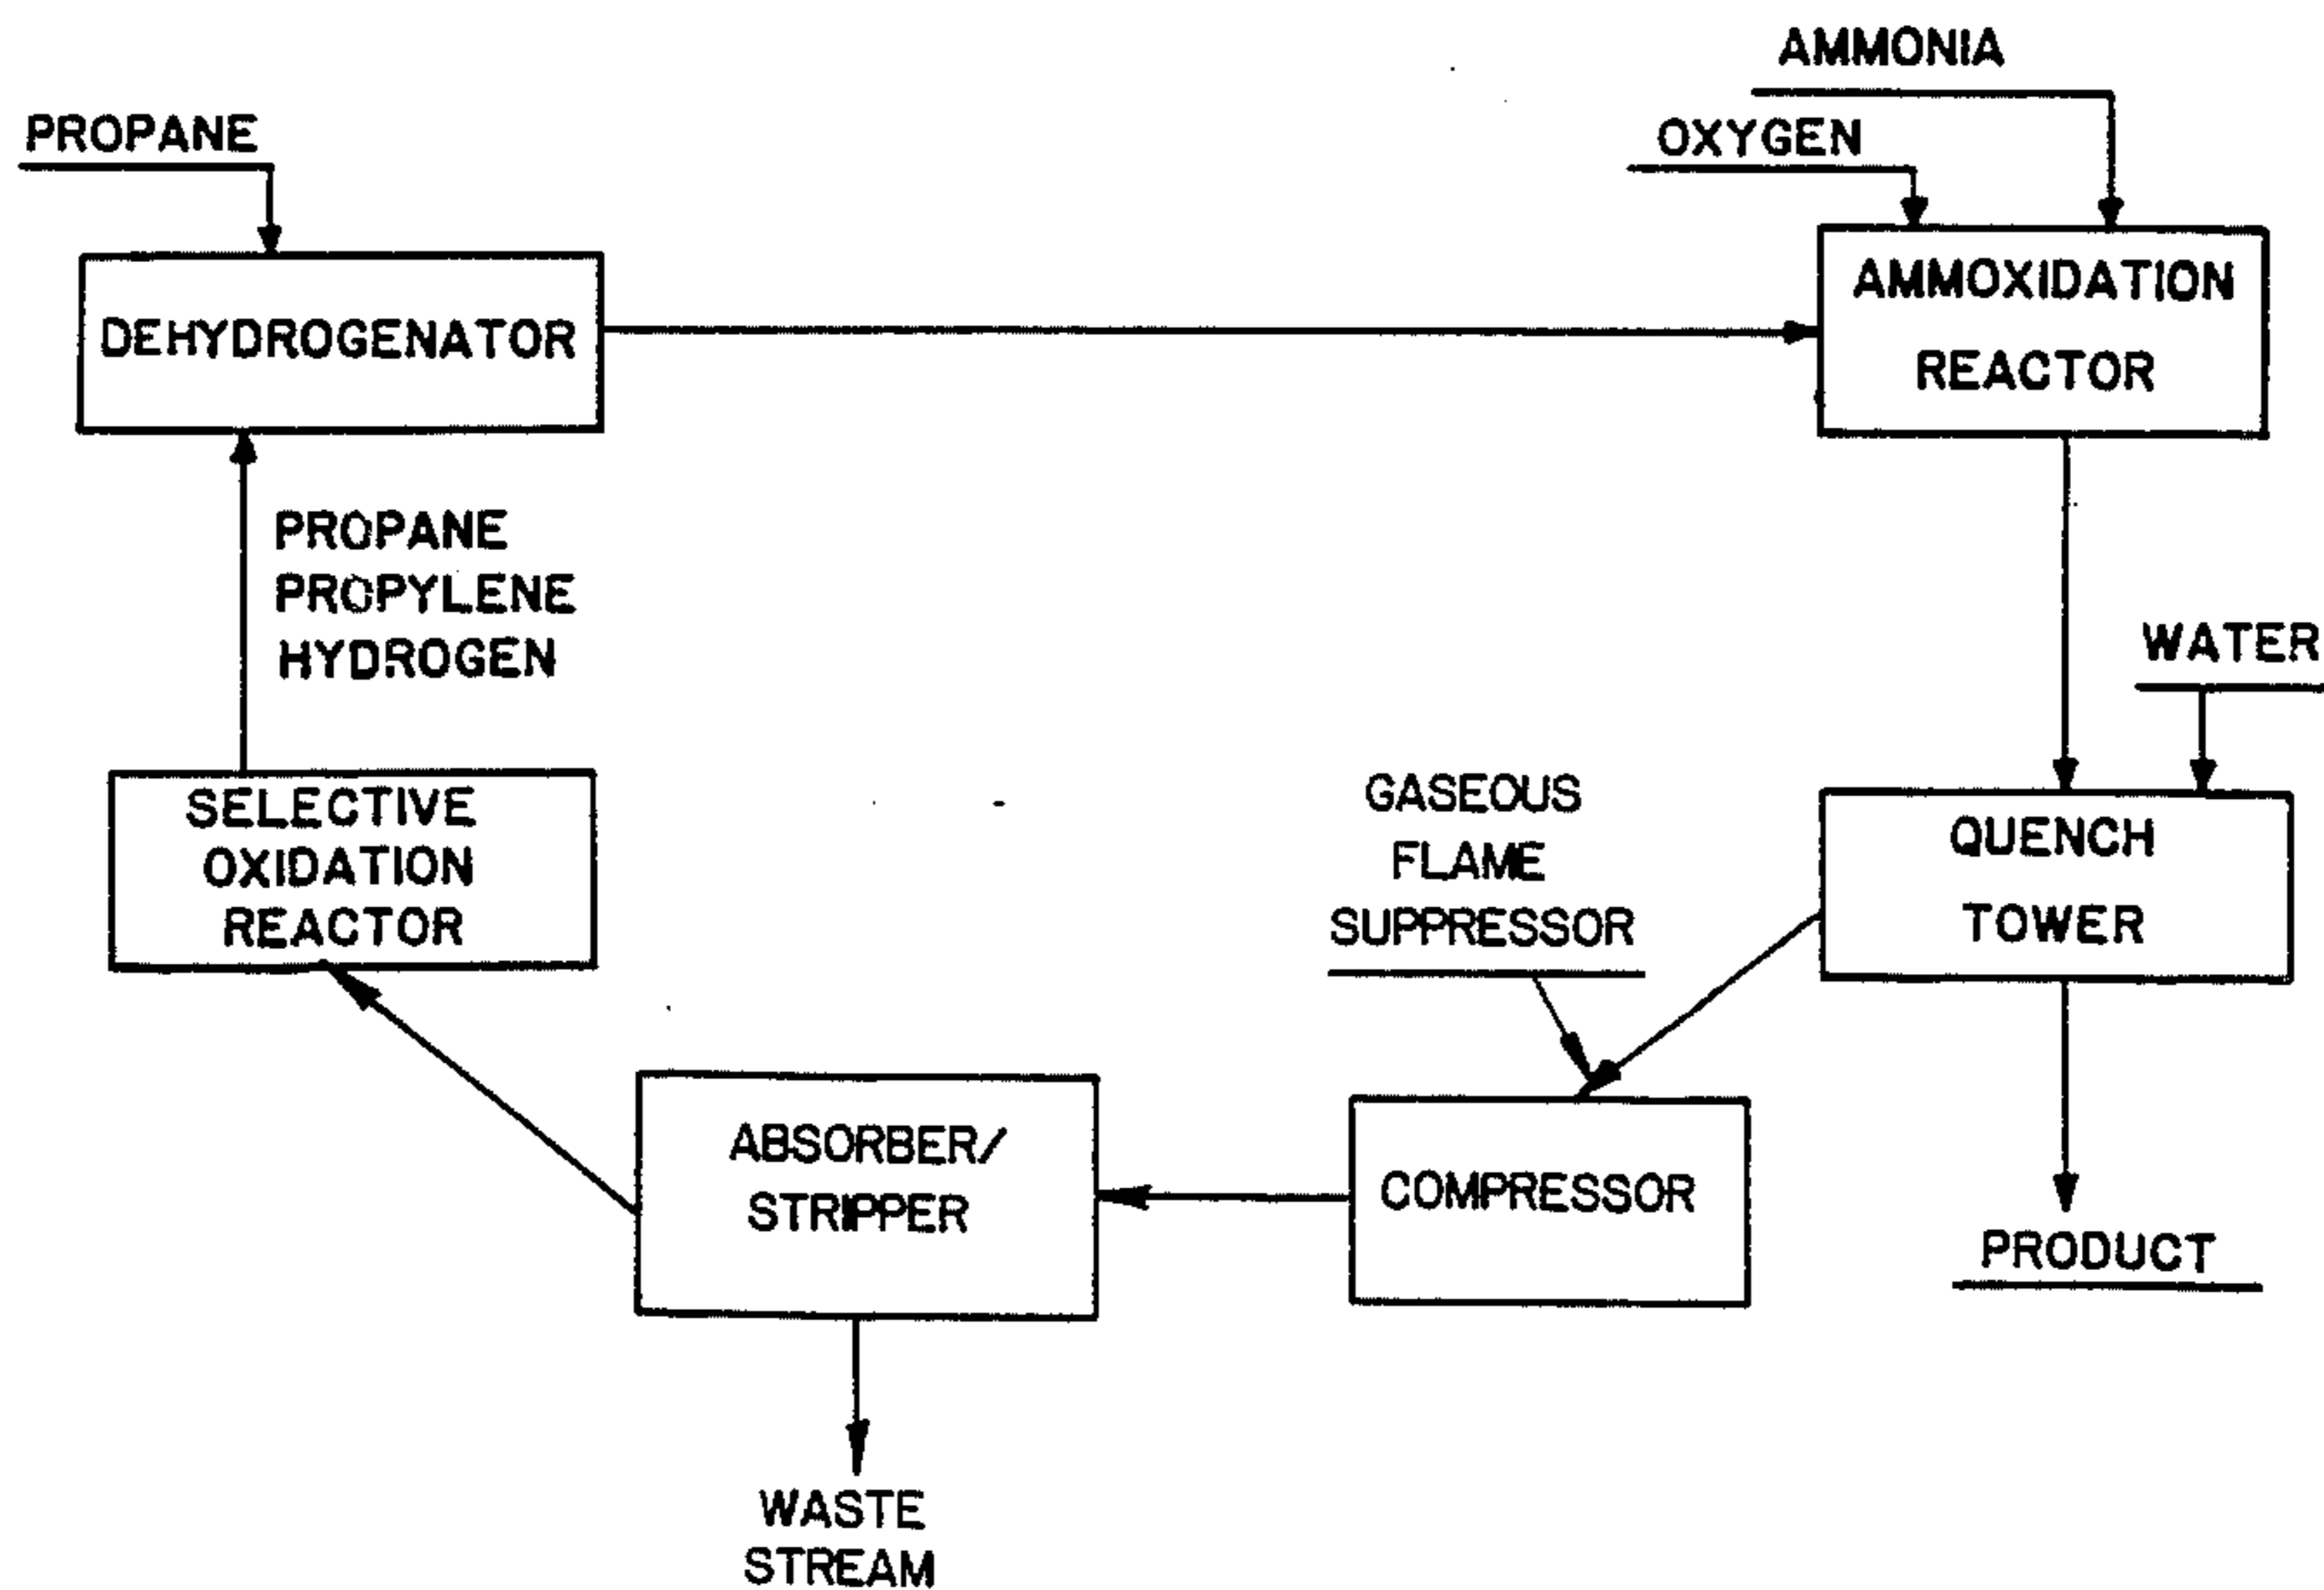 AMMONIA
PROPANE
OXYGEN
DEHYDROGENATOR
AMMOXIDATION
REACTOR
PROPANE
PROPYLENE
HYDROGEN
WATER
SELECTIVE
OXIDATION
REACTOR
GASEOUS
FLAME
SUPPRESSOR
QUENCH
TOWER
ABSORBER/
STRIPPER
COMPRESSOR
PRODUCT
WASTE
STREAM